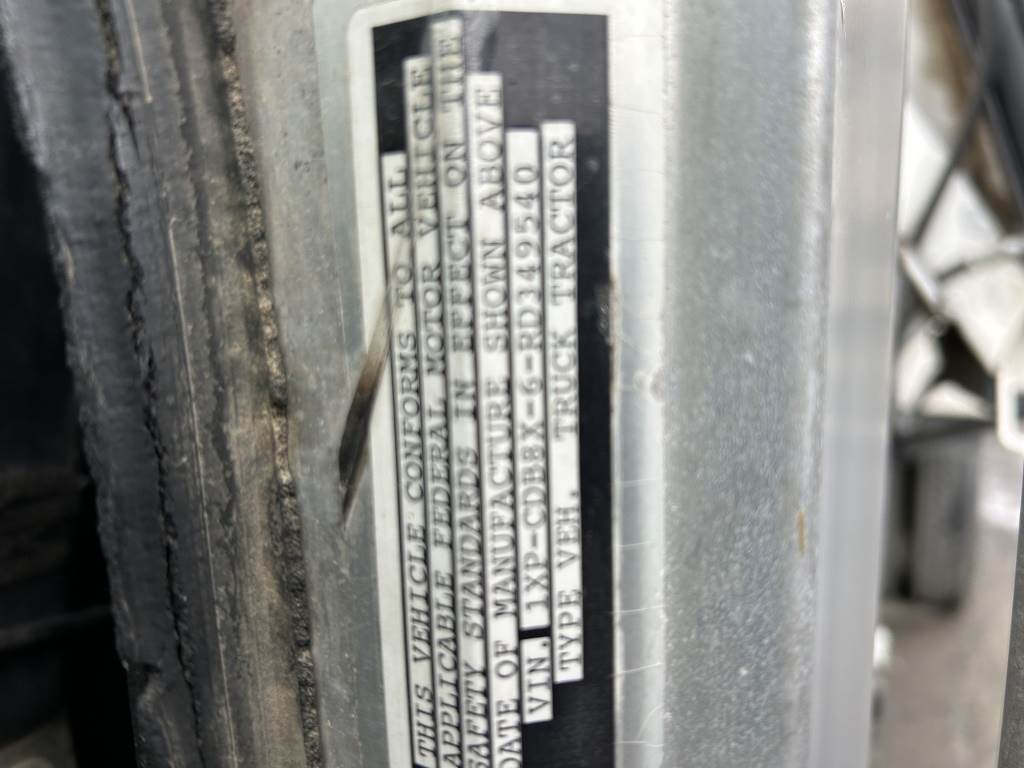 THIS VEHICLE CONFORMS TO ALL
APPLICABLE FEDERAL MOTOR VEHICLE
SAFETY STANDARDS IN EFFECT ON THE
DATE OF MANUFACTURE SHOWN ABOVE
VIN. 1XP-CDB8X-6-RD349540
TYPE VEH. TRUCK TRACTOR